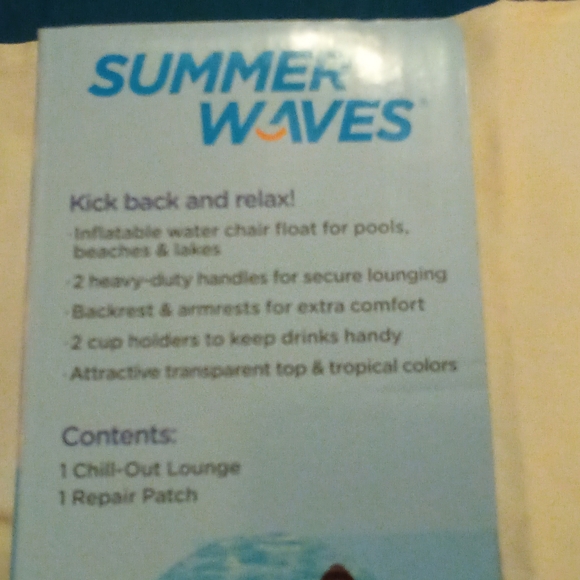 SUMMER
WAVES®
Kick back and relax!
·Inflatable water chair float for pools,
beaches & lakes
·2 heavy-duty handles for secure lounging
·Backrest & armrests for extra comfort
·2 cup holders to keep drinks handy
·Attractive transparent top & tropical colors
Contents:
1 Chill-Out Lounge
1 Repair Patch